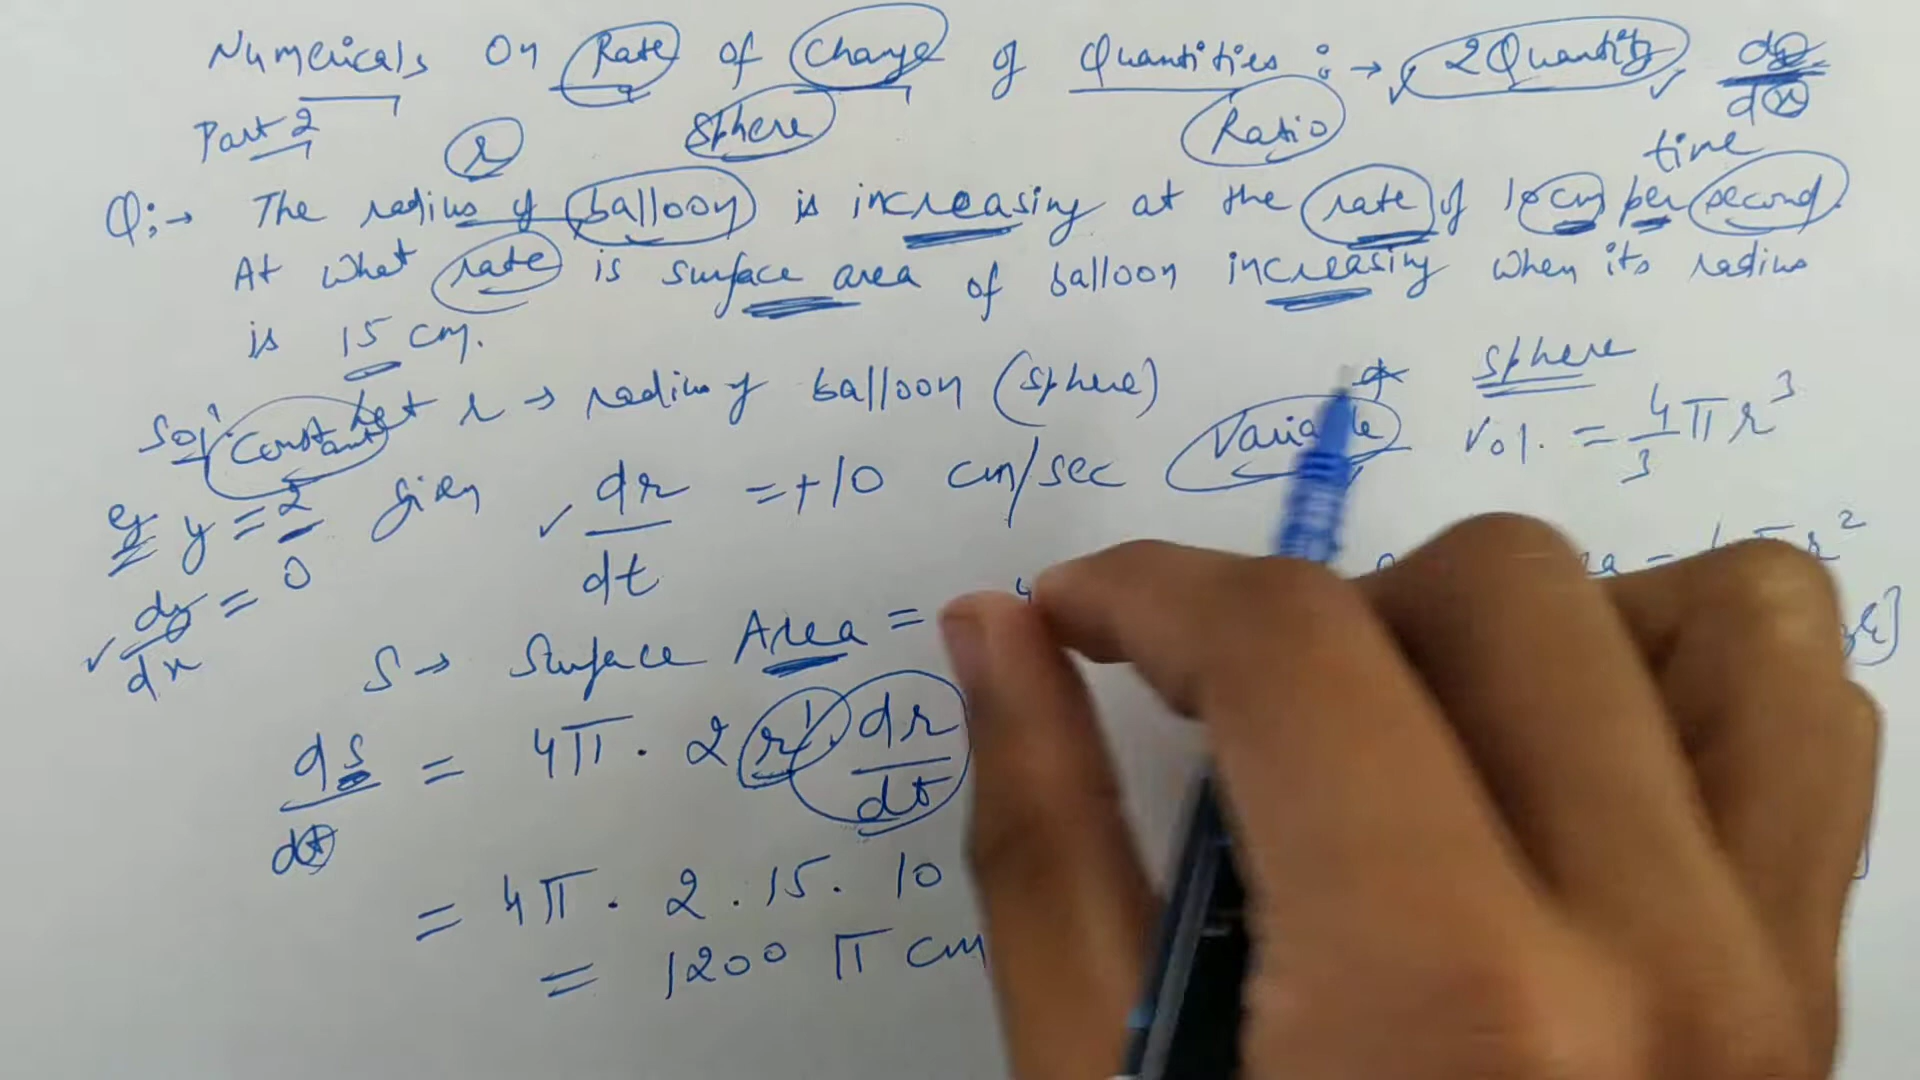 Numericals On Rate of Change of Quantities :→ 2 Quantity dy/dx
Part 2 r Sphere Ratio time
Q:→ The radius of balloon is increasing at the rate of 10 cm per second.
At what rate is surface area of balloon increasing when its radius
is 15 cm.
Sphere
Sol: Let r → radius of balloon (sphere)
Constant Variable Vol. = 4/3 πr³
eg y = 2 given dr/dt = +10 cm/sec
dy/dx = 0
S → Surface Area =
ds/dt = 4π · 2 r¹ · dr/dt
= 4π · 2 · 15 · 10
= 1200 π cm